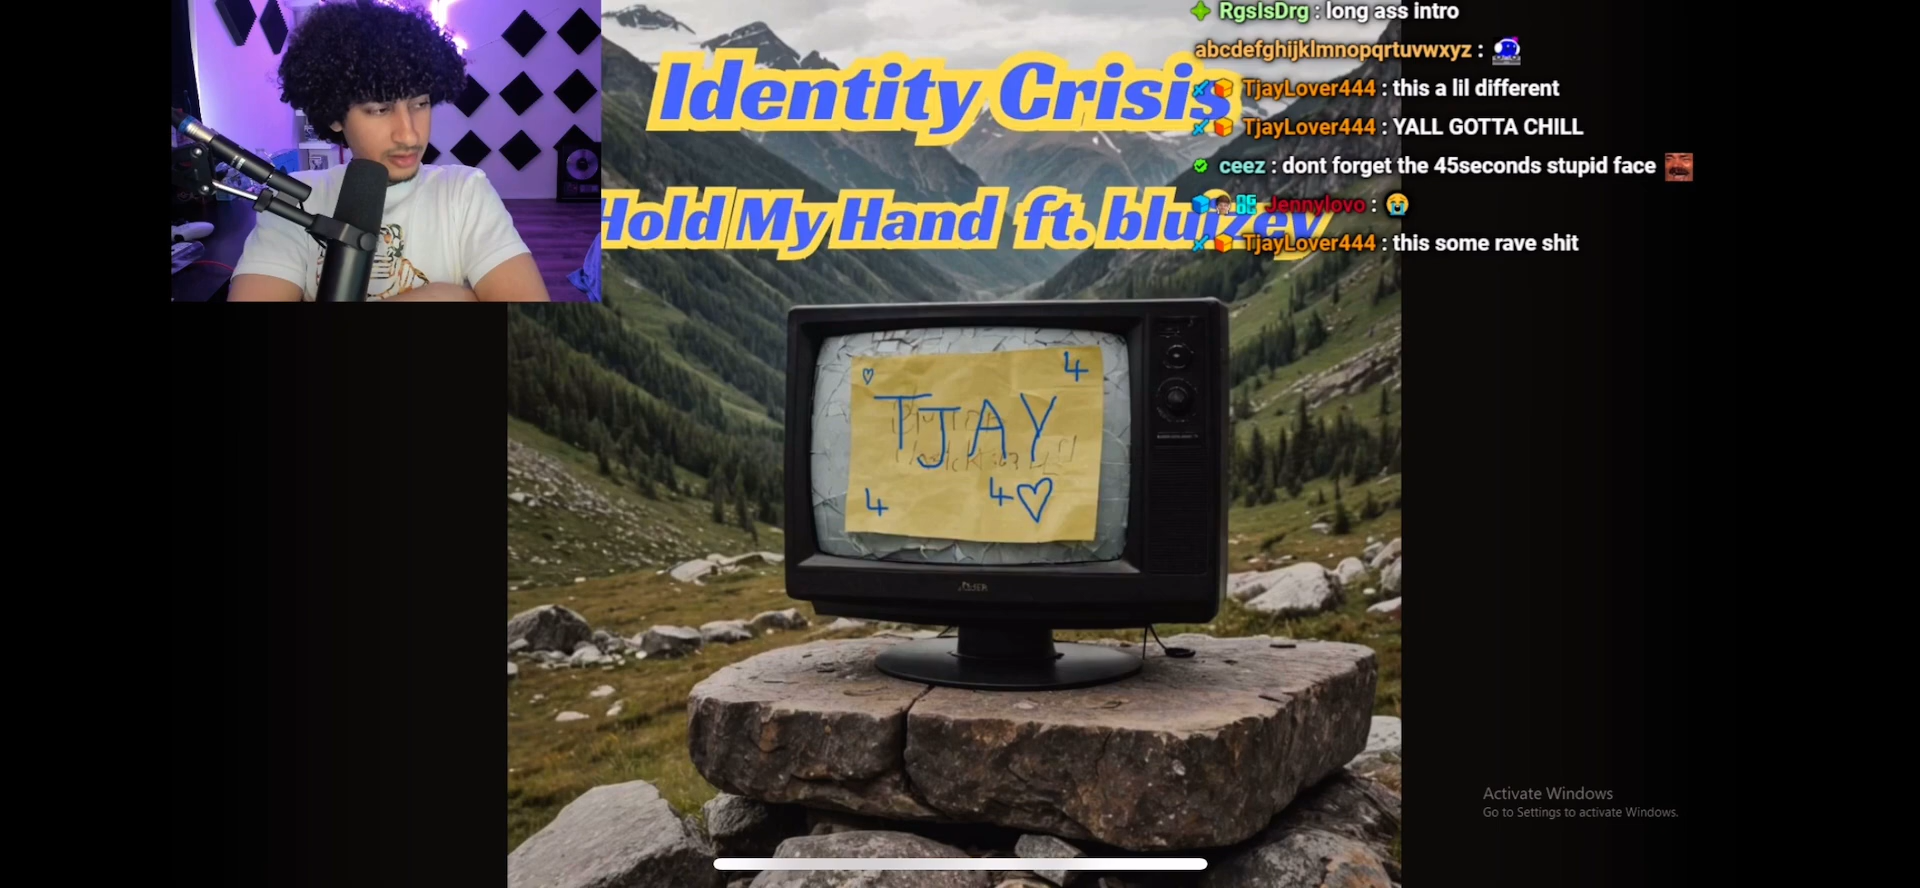 RgsIsDrg : long ass intro
abcdefghijklmnopqrtuvwxyz :
TjayLover444 : this a lil different
TjayLover444 : YALL GOTTA CHILL
ceez : dont forget the 45seconds stupid face
Jennylovo :
TjayLover444 : this some rave shit
Identity Crisis
Hold My Hand ft. bluizey
4
TJAY
4
4
Activate Windows
Go to Settings to activate Windows.